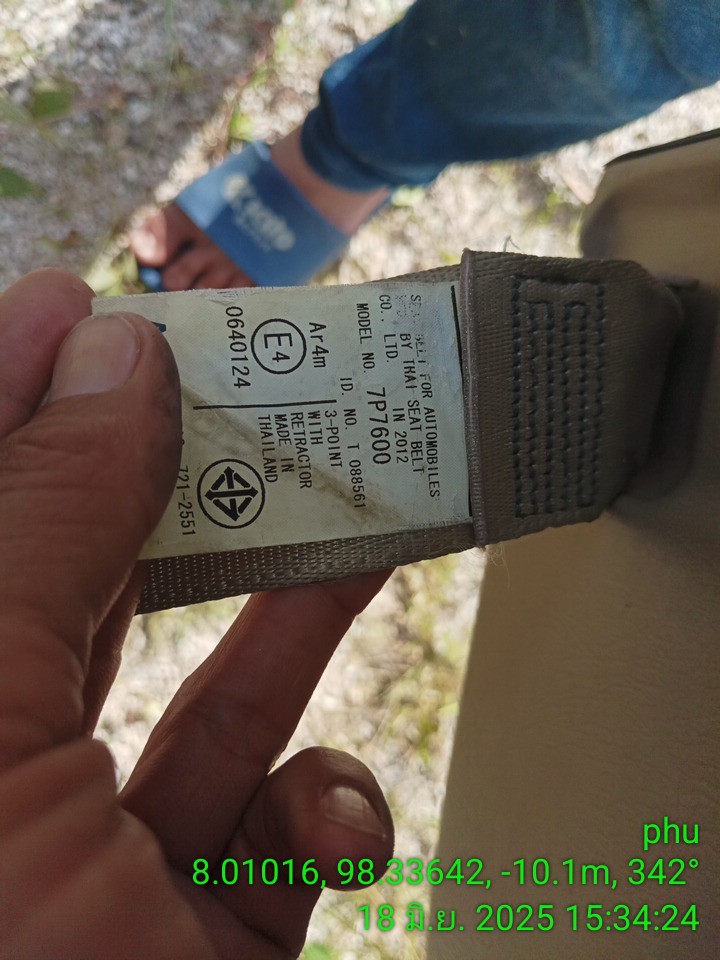 FOR AUTOMOBILES
BY THAI SEAT BELT
CO., LTD. IN 2012
MODEL NO. 7P7600
ID. NO. T 088561
Ar4m
E4
0640124
3-POINT
WITH
RETRACTOR
MADE IN
THAILAND
721-2551
phu
8.01016, 98.33642, -10.1m, 342°
18 มิ.ย. 2025 15:34:24